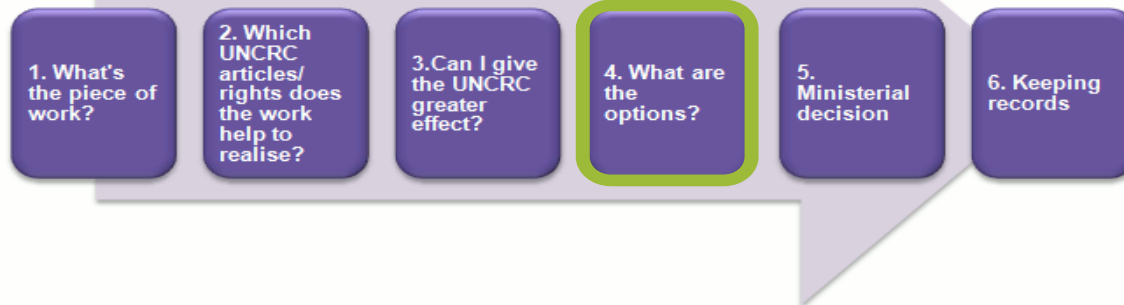 1. What's
the piece of
work?
2. Which
UNCRC
articles/
rights does
the work
help to
realise?
3.Can I give
the UNCRC
greater
effect?
4. What are
the
options?
5.
Ministerial
decision
6. Keeping
records